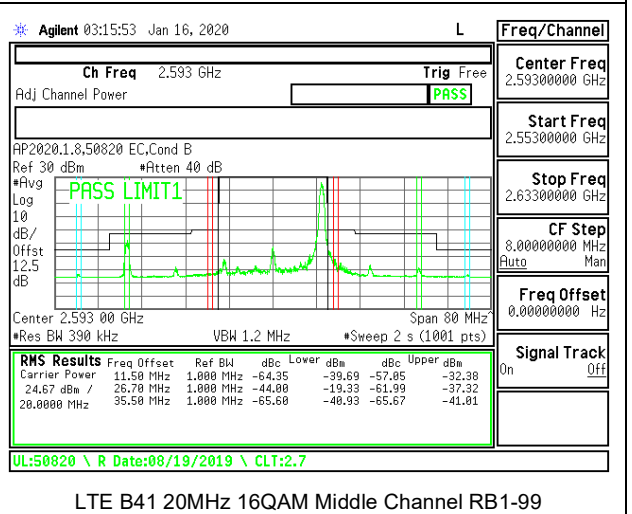 Agilent 03:15:53 Jan 16, 2020 L Freq/Channel
Ch Freq 2.593 GHz Trig Free
Adj Channel Power PASS
Center Freq
2.59300000 GHz
Start Freq
2.55300000 GHz
Stop Freq
2.63300000 GHz
CF Step
8.00000000 MHz
Auto Man
Freq Offset
0.00000000 Hz
Signal Track
On Off
AP2020.1.8,50820 EC,Cond B
Ref 30 dBm #Atten 40 dB
#Avg
Log
10
dB/
Offst
12.5
dB
PASS LIMIT1
Center 2.593 00 GHz Span 80 MHz
#Res BW 390 kHz VBW 1.2 MHz #Sweep 2 s (1001 pts)
RMS Results Freq Offset Ref BW dBc Lower dBm dBc Upper dBm
Carrier Power 11.50 MHz 1.000 MHz -64.35 -39.69 -57.05 -32.38
24.67 dBm / 26.70 MHz 1.000 MHz -44.00 -19.33 -61.99 -37.32
20.0000 MHz 35.50 MHz 1.000 MHz -65.60 -40.93 -65.67 -41.01
UL:50820 \ R Date:08/19/2019 \ CLT:2.7
LTE B41 20MHz 16QAM Middle Channel RB1-99